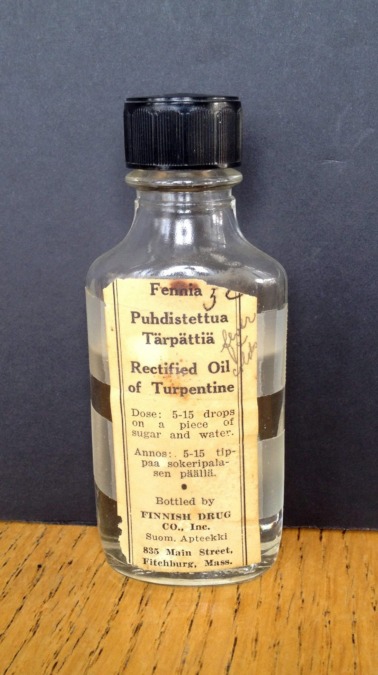 Fennia
Puhdistettua
Tärpättiä
Rectified Oil
of Turpentine
Dose: 5-15 drops
on a piece of
sugar and water.
Annos: 5-15 tip-
paa sokeripala-
sen päällä.
Bottled by
FINNISH DRUG
CO., Inc.
Suom. Apteekki
835 Main Street,
Fitchburg, Mass.